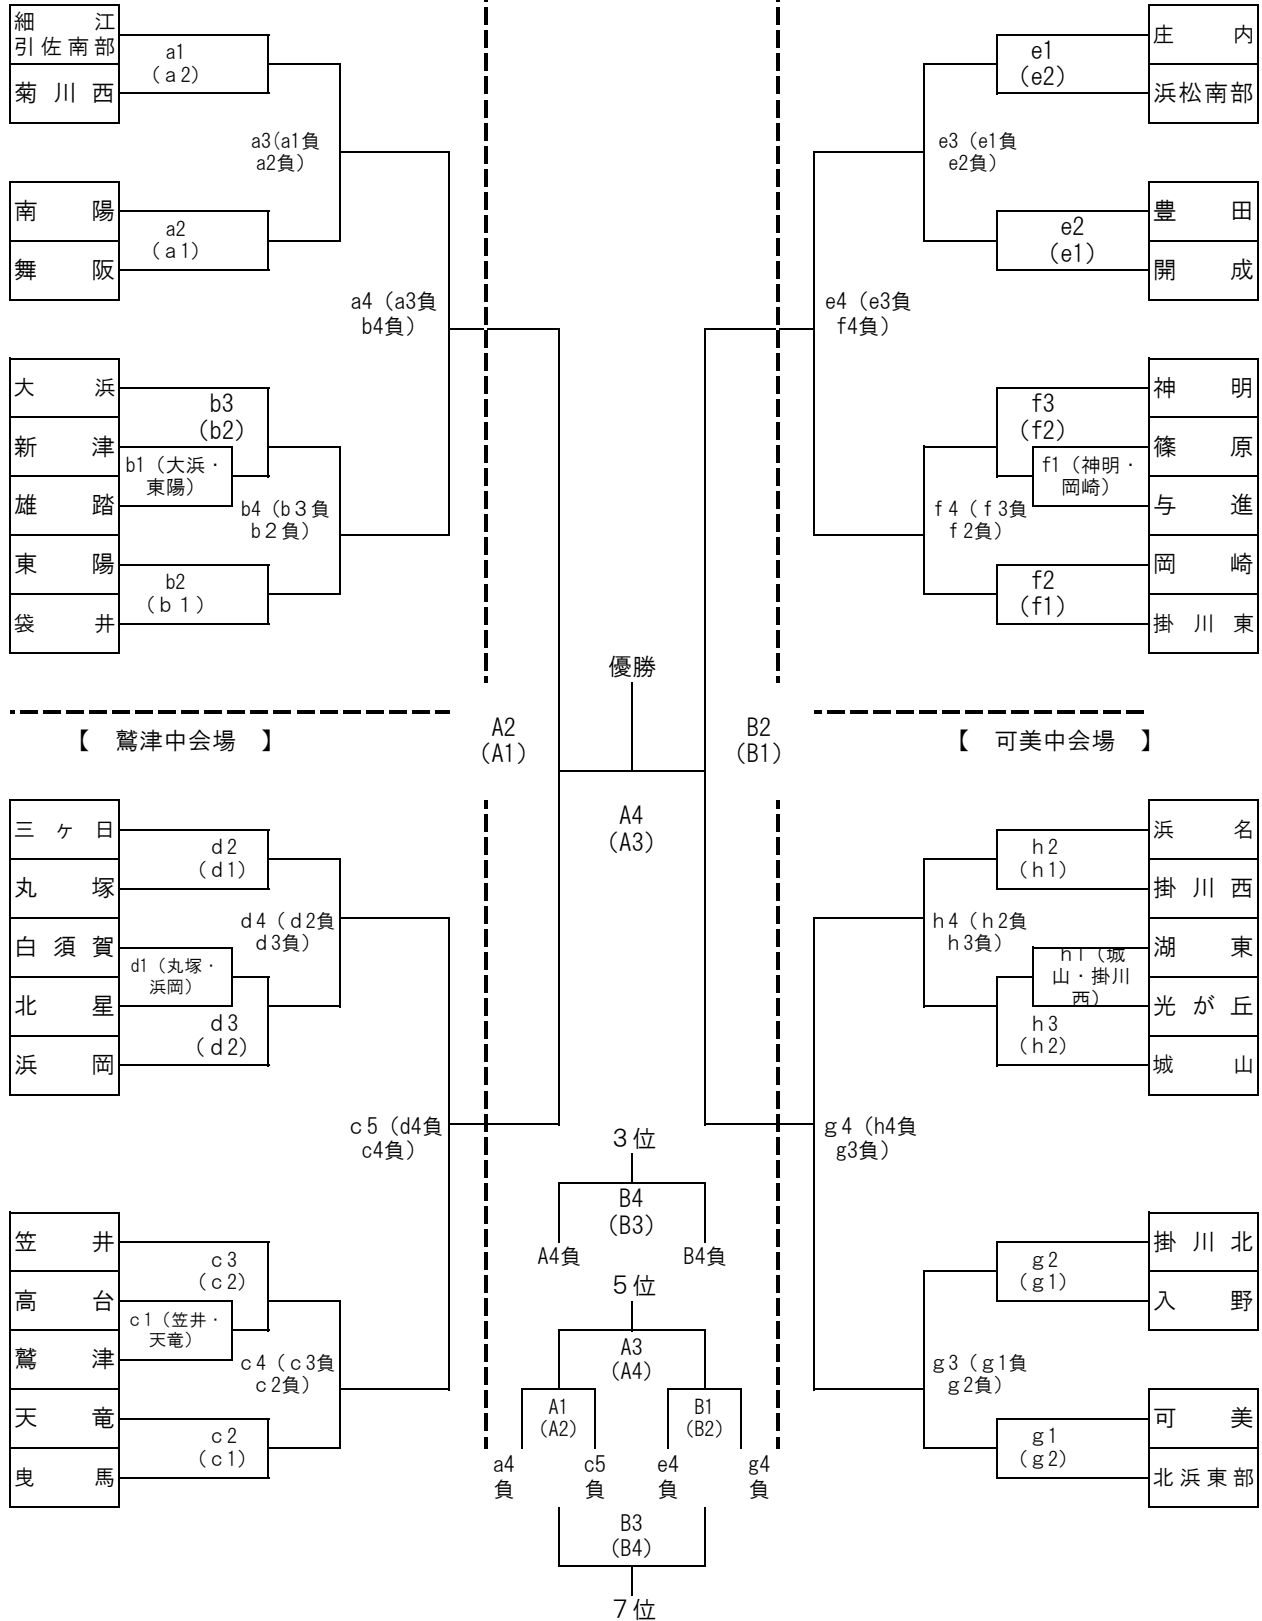 細江
引佐南部
a1
(a2)
菊川西
a3(a1負
a2負)
南陽
a2
(a1)
舞阪
a4 (a3負
b4負)
大浜
b3
(b2)
新津
b1 (大浜・
東陽)
雄踏
b4 (b3負
b2負)
東陽
b2
(b1)
袋井
【 鷲津中会場 】
三ヶ日
d2
(d1)
丸塚
d4 (d2負
d3負)
白須賀
d1 (丸塚・
浜岡)
北星
d3
(d2)
浜岡
c5 (d4負
c4負)
笠井
c3
(c2)
高台
c1 (笠井・
天竜)
鷲津
c4 (c3負
c2負)
天竜
c2
(c1)
曳馬
優勝
A2
(A1)
B2
(B1)
A4
(A3)
3位
B4
(B3)
A4負
B4負
5位
A3
(A4)
A1
(A2)
B1
(B2)
a4
負
c5
負
e4
負
g4
負
B3
(B4)
7位
庄内
e1
(e2)
浜松南部
e3 (e1負
e2負)
豊田
e2
(e1)
開成
e4 (e3負
f4負)
神明
f3
(f2)
篠原
f1 (神明・
岡崎)
与進
f4 (f3負
f2負)
岡崎
f2
(f1)
掛川東
【 可美中会場 】
浜名
h2
(h1)
掛川西
h4 (h2負
h3負)
湖東
h1 (城
山・掛川
西)
光が丘
h3
(h2)
城山
g4 (h4負
g3負)
掛川北
g2
(g1)
入野
g3 (g1負
g2負)
可美
g1
(g2)
北浜東部